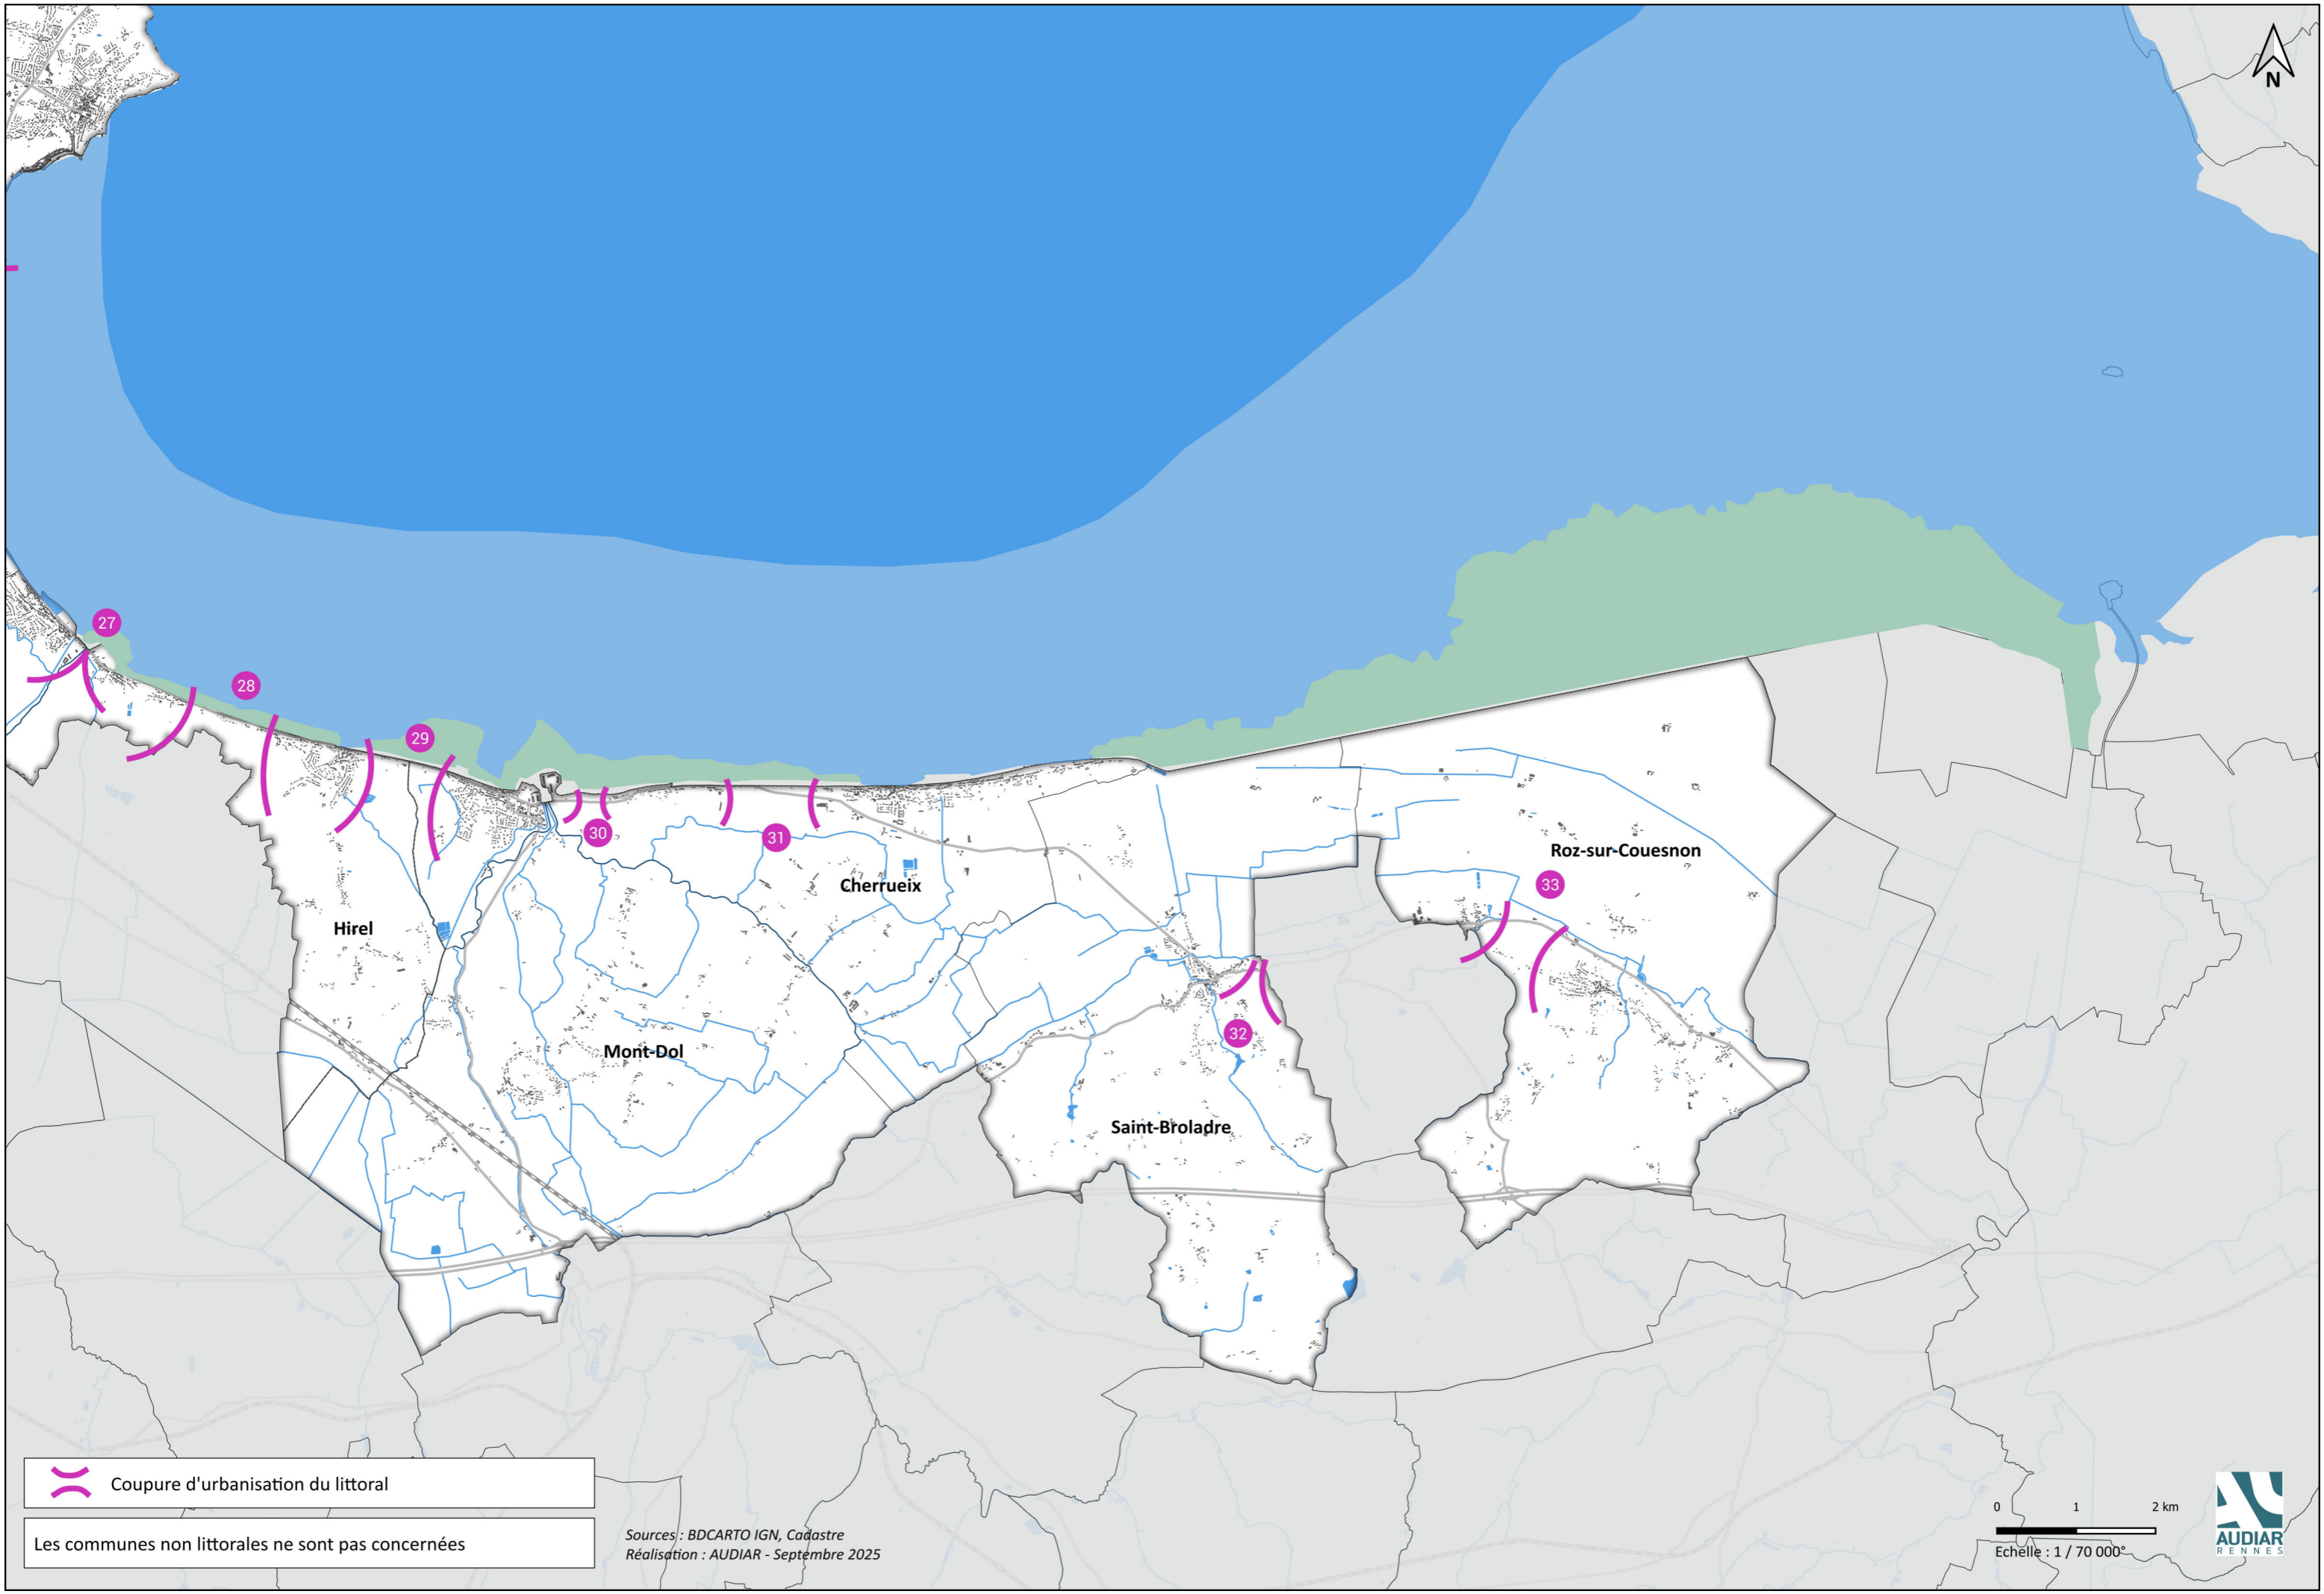 N
27
28
29
30
31
Roz-sur-Couesnon
33
Cherrueix
Hirel
32
Mont-Dol
Saint-Broladre
Coupure d'urbanisation du littoral
Les communes non littorales ne sont pas concernées
Sources : BDCARTO IGN, Cadastre
Réalisation : AUDIAR - Septembre 2025
0 1 2 km
Echelle : 1 / 70 000°
AUDIAR
RENNES